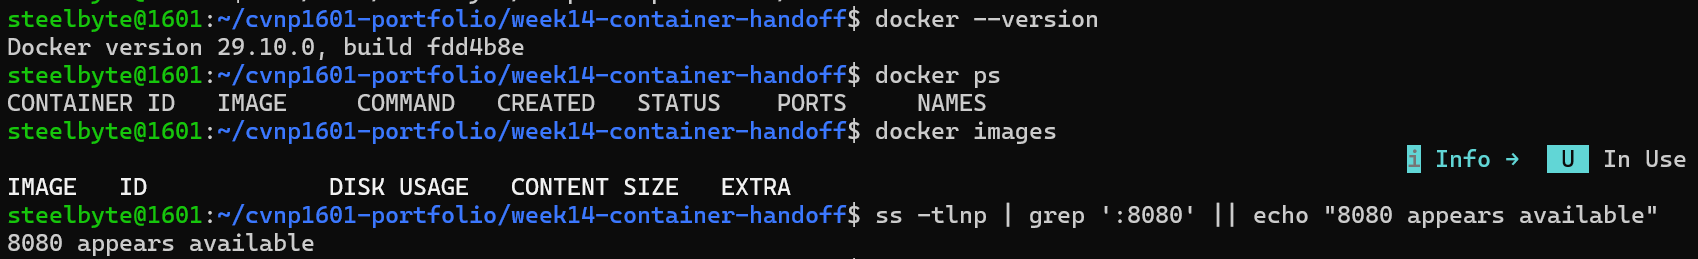 steelbyte@1601:~/cvnp1601-portfolio/week14-container-handoff$ docker --version
Docker version 29.10.0, build fdd4b8e
steelbyte@1601:~/cvnp1601-portfolio/week14-container-handoff$ docker ps
CONTAINER ID   IMAGE     COMMAND   CREATED   STATUS    PORTS     NAMES
steelbyte@1601:~/cvnp1601-portfolio/week14-container-handoff$ docker images
i Info →   U  In Use
IMAGE   ID             DISK USAGE   CONTENT SIZE   EXTRA
steelbyte@1601:~/cvnp1601-portfolio/week14-container-handoff$ ss -tlnp | grep ':8080' || echo "8080 appears available"
8080 appears available